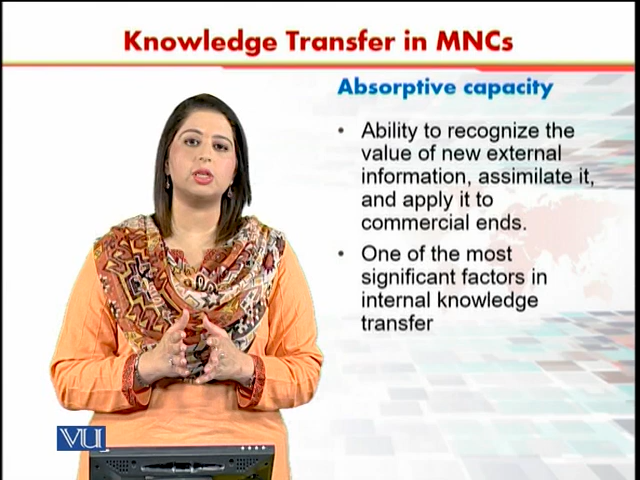 Knowledge Transfer in MNCs
Absorptive capacity
• Ability to recognize the
value of new external
information, assimilate it,
and apply it to
commercial ends.
• One of the most
significant factors in
internal knowledge
transfer
VU